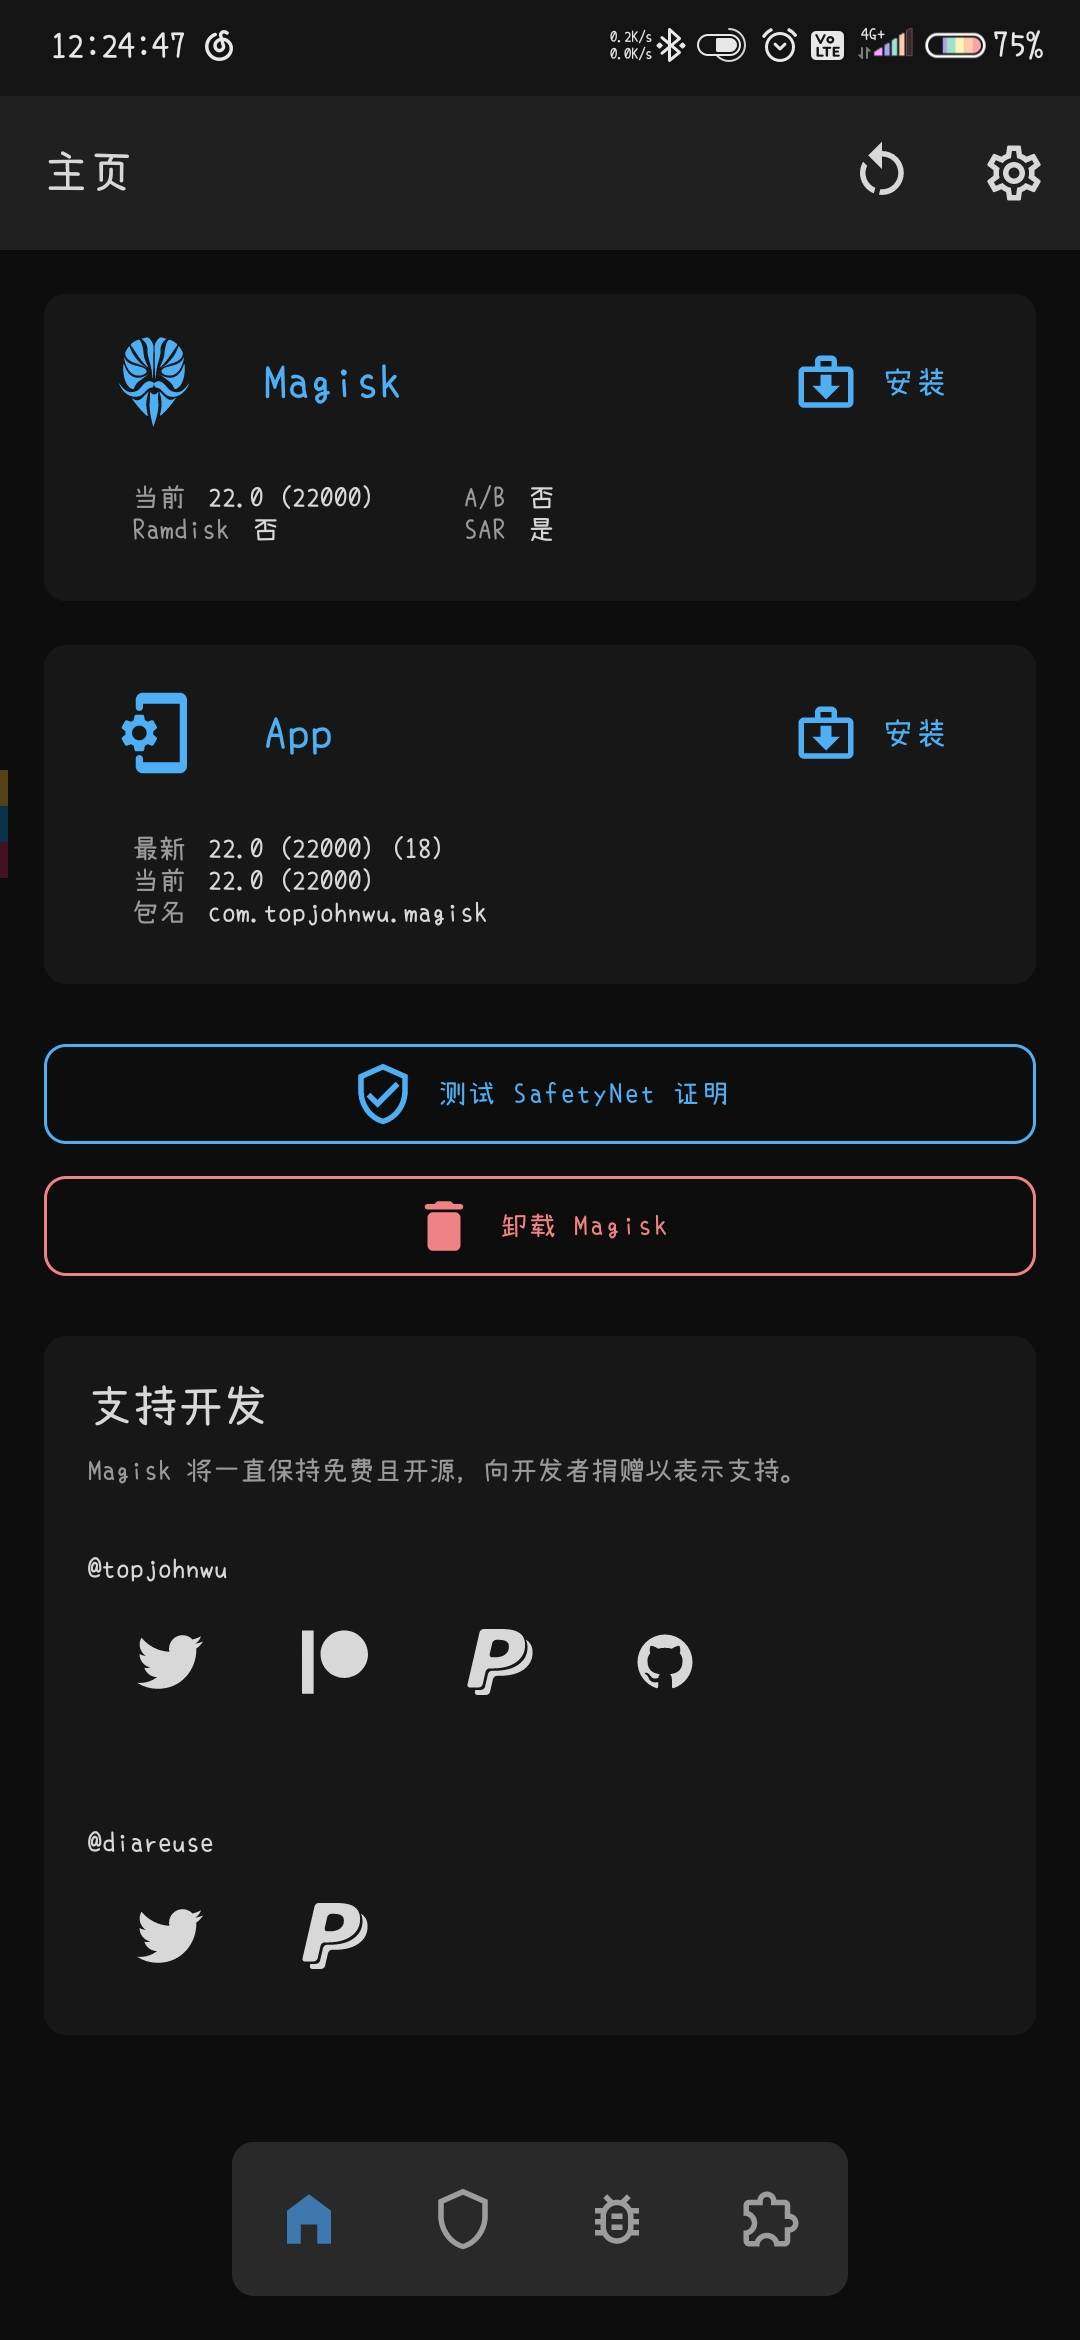 12:24:47 0.2K/s 0.0K/s Vo LTE 4G+ 75%
主页
Magisk 安装
当前 22.0 (22000) A/B 否
Ramdisk 否 SAR 是
App 安装
最新 22.0 (22000) (18)
当前 22.0 (22000)
包名 com.topjohnwu.magisk
测试 SafetyNet 证明
卸载 Magisk
支持开发
Magisk 将一直保持免费且开源，向开发者捐赠以表示支持。
@topjohnwu
@diareuse